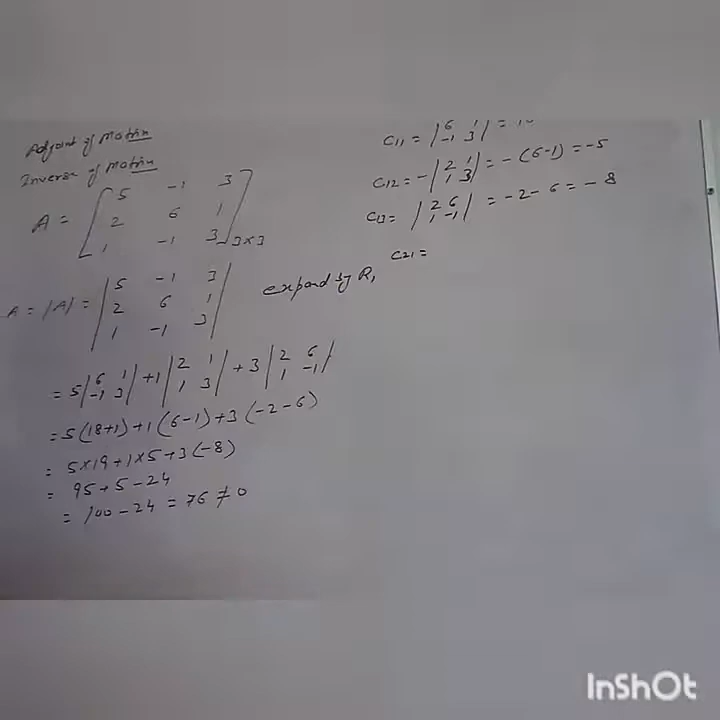 Adjoint of Matrix
Inverse of Matrix
A = [ 5 -1 3
2 6 1
1 -1 3 ] 3×3
A = |A| = | 5 -1 3
2 6 1
1 -1 3 | expand by R1
= 5 | 6 1 -1 3 | + 1 | 2 1 1 3 | + 3 | 2 6 1 -1 |
= 5(18+1) + 1(6-1) + 3(-2-6)
= 5×19 + 1×5 + 3(-8)
= 95 + 5 - 24
= 100 - 24 = 76 ≠ 0
C11 = | 6 1 -1 3 | =
C12 = - | 2 1 1 3 | = -(6-1) = -5
C13 = | 2 6 1 -1 | = -2-6 = -8
C21 =
InShOt